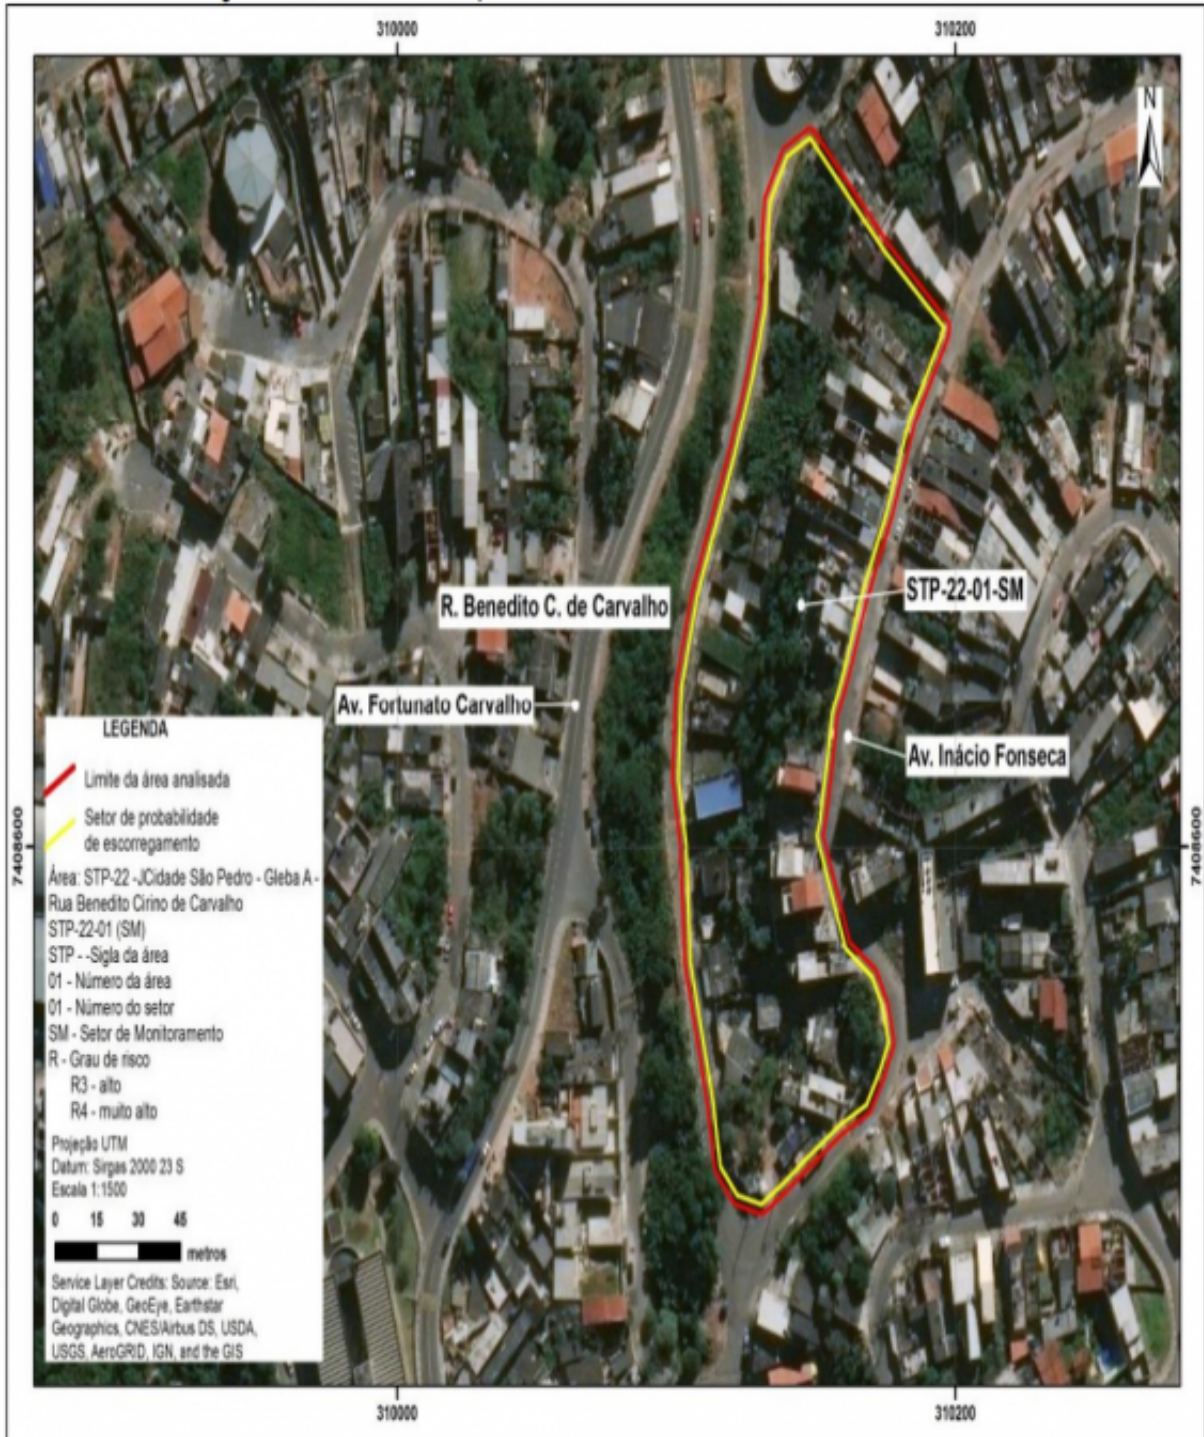 310000
310200
N
STP-22-01-SM
R. Benedito C. de Carvalho
Av. Fortunato Carvalho
Av. Inácio Fonseca
7408600
7408600
LEGENDA
Limite da área analisada
Setor de probabilidade
de escorregamento
Área: STP-22 -JCidade São Pedro - Gleba A -
Rua Benedito Cirino de Carvalho
STP-22-01 (SM)
STP - -Sigla da área
01 - Número da área
01 - Número do setor
SM - Setor de Monitoramento
R - Grau de risco
R3 - alto
R4 - muito alto
Projeção UTM
Datum: Sirgas 2000 23 S
Escala 1:1500
0 15 30 45
metros
Service Layer Credits: Source: Esri,
Digital Globe, GeoEye, Earthstar
Geographics, CNES/Airbus DS, USDA,
USGS, AeroGRID, IGN, and the GIS
310000
310200